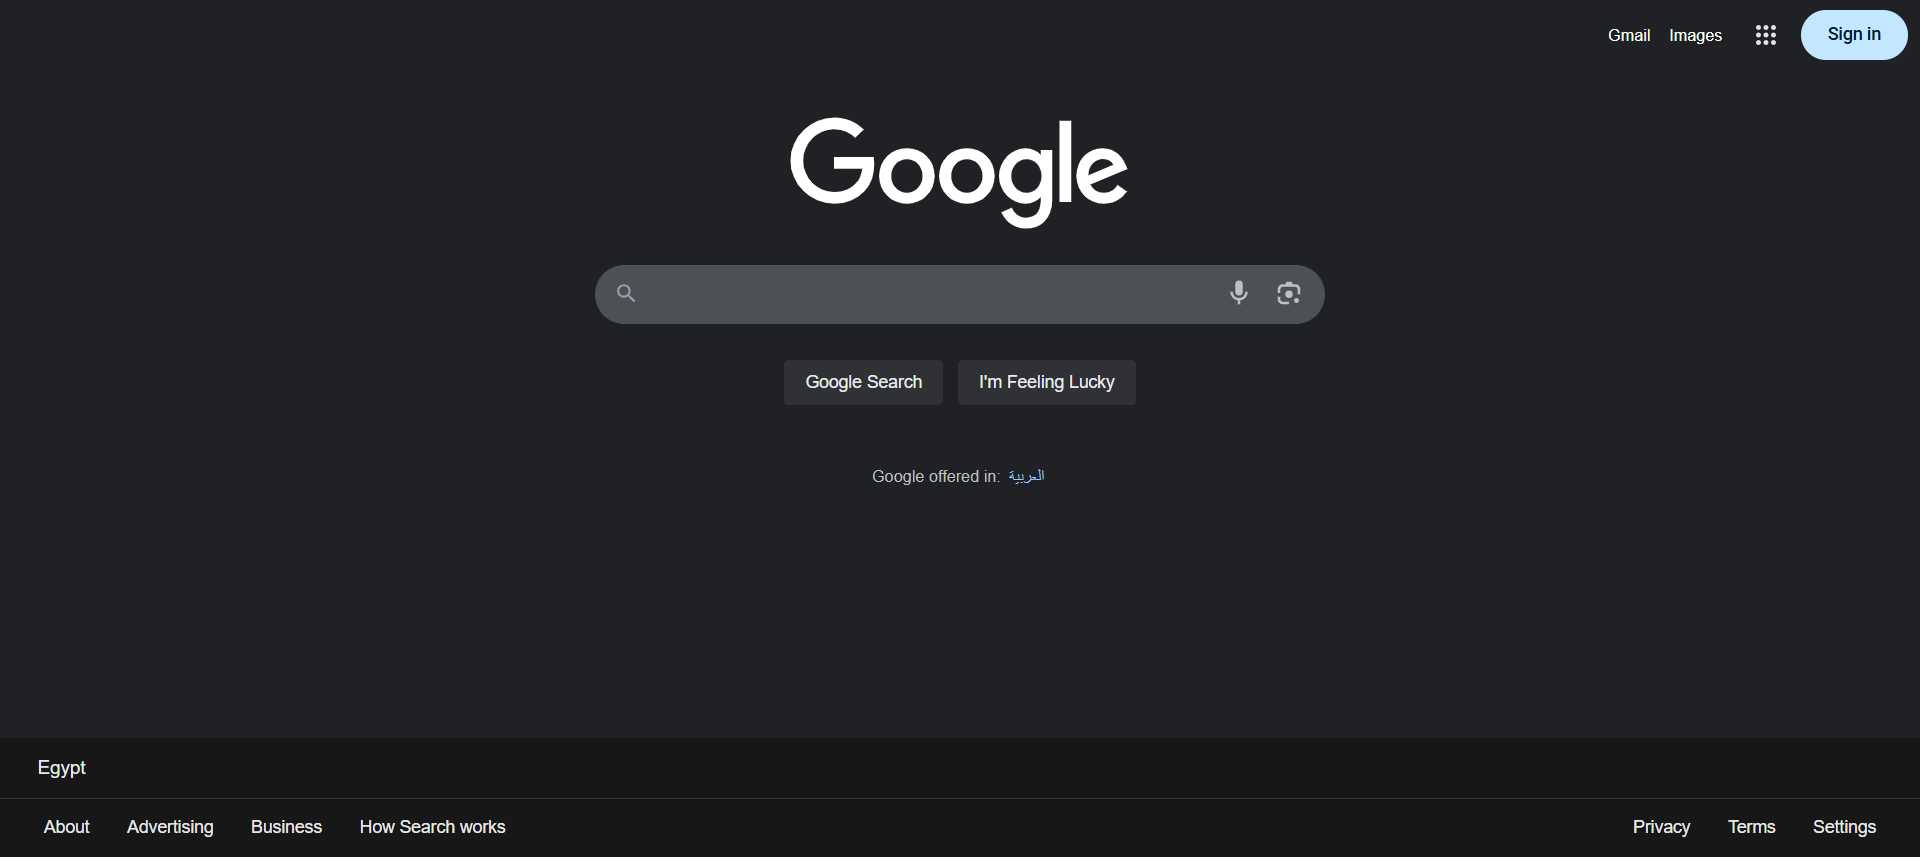 Gmail Images Sign in
Google
Google Search I'm Feeling Lucky
Google offered in: العربية
Egypt
About Advertising Business How Search works Privacy Terms Settings